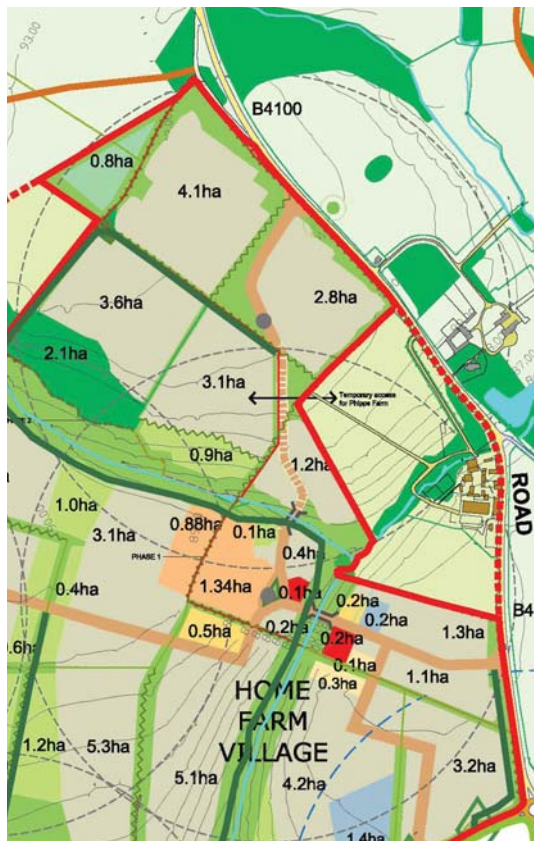 93.00
B4100
0.8ha
4.1ha
2.8ha
3.6ha
2.1ha
3.1ha
Temporary access
for Phipps Farm
1.2ha
0.9ha
1.0ha
3.1ha
0.88ha
0.1ha
PHASE 1
0.4ha
0.4ha
1.34ha
0.1ha
0.2ha
0.2ha
0.5ha
0.2ha
0.2ha
1.3ha
0.1ha
0.3ha
1.1ha
.6ha
HOME
FARM
VILLAGE
1.2ha
5.3ha
5.1ha
4.2ha
3.2ha
1.4ha
ROAD
B4